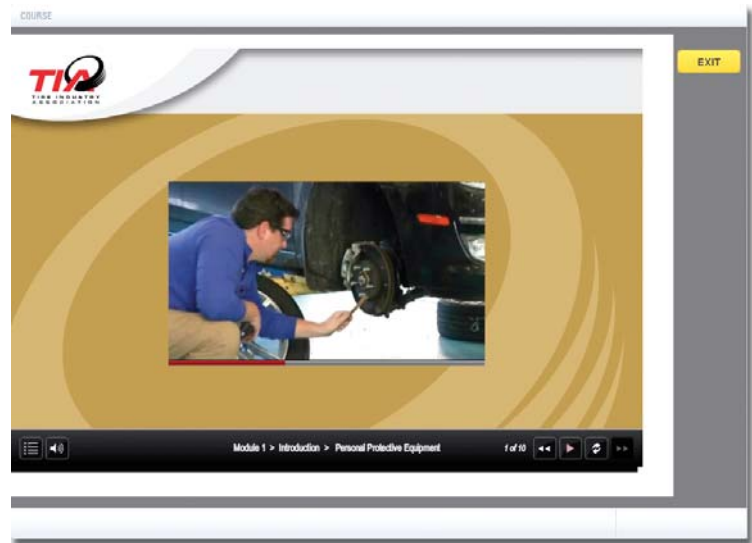 COURSE
EXIT
TIA
TIRE INDUSTRY
ASSOCIATION
Module 1 > Introduction > Personal Protective Equipment
1 of 10